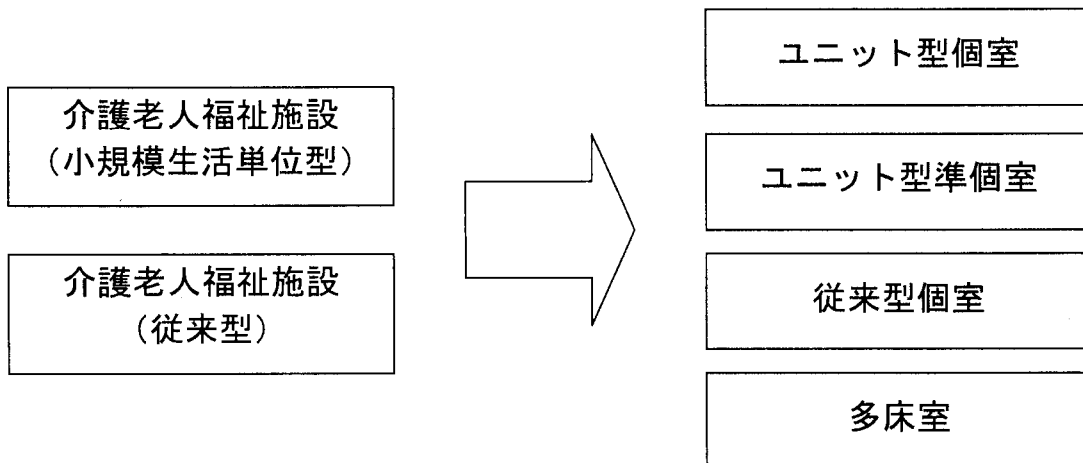 介護老人福祉施設
（小規模生活単位型）
介護老人福祉施設
（従来型）
ユニット型個室
ユニット型準個室
従来型個室
多床室